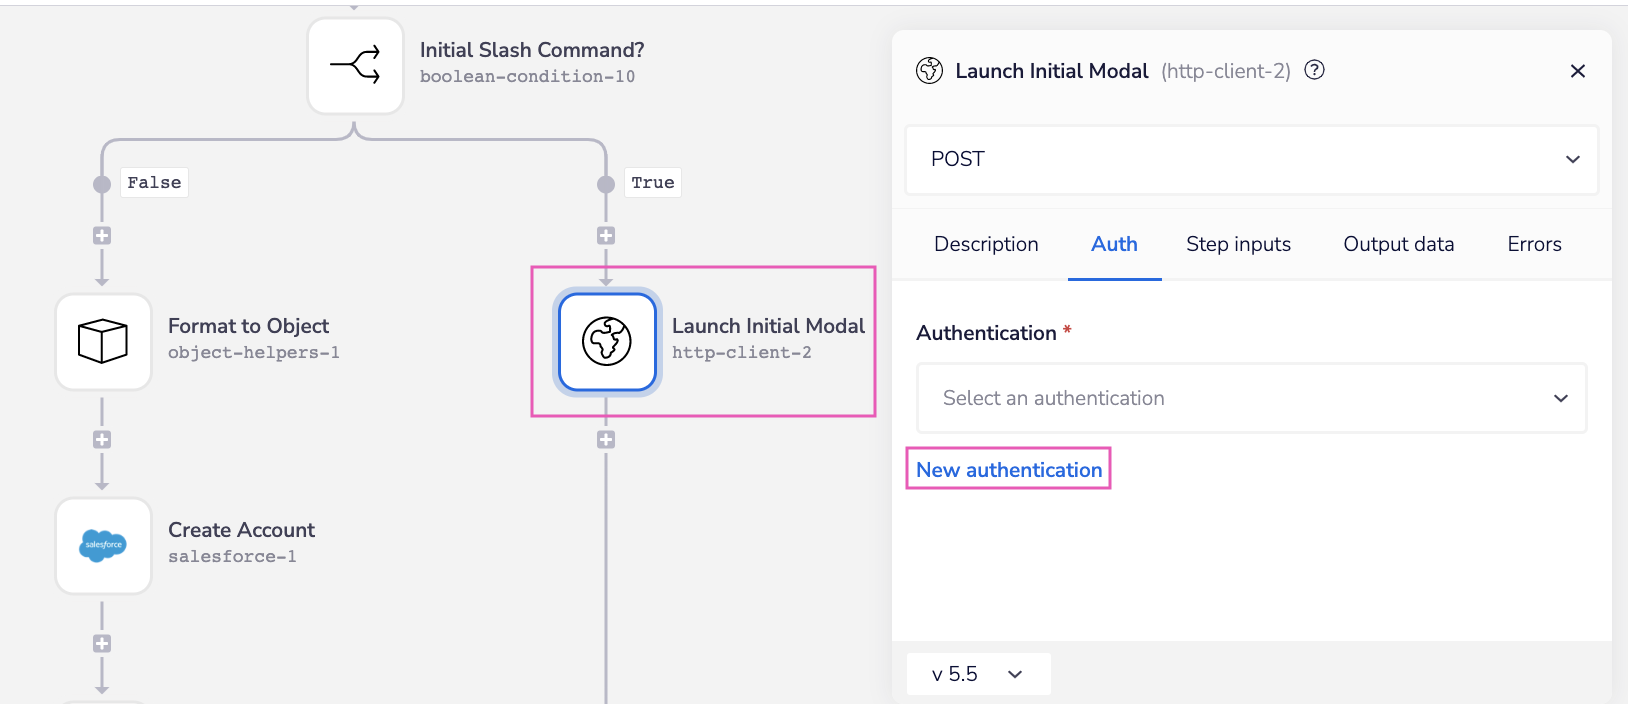 Initial Slash Command?
boolean-condition-10
False
True
Format to Object
object-helpers-1
Launch Initial Modal
http-client-2
salesforce
Create Account
salesforce-1
Launch Initial Modal (http-client-2) ?
POST
Description Auth Step inputs Output data Errors
Authentication *
Select an authentication
New authentication
v 5.5